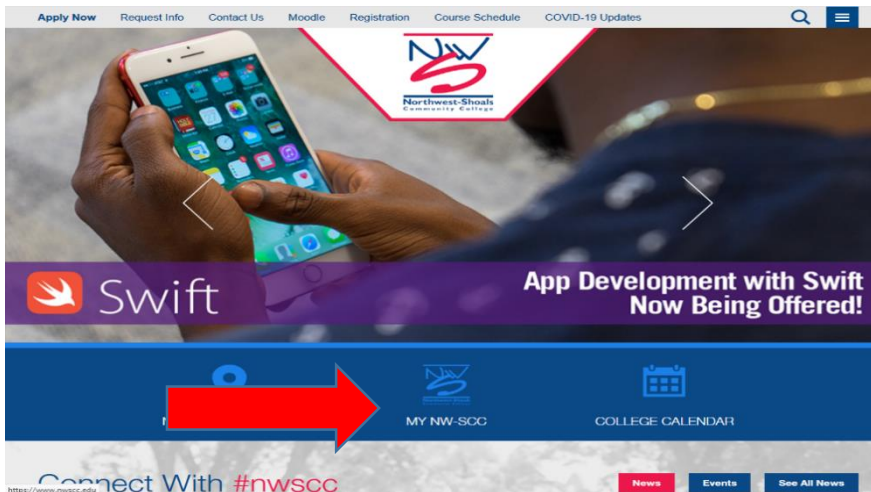 Apply Now Request Info Contact Us Moodle Registration Course Schedule COVID-19 Updates
NW
S
Northwest-Shoals
Community College
Swift
App Development with Swift
Now Being Offered!
MY NW-SCC
COLLEGE CALENDAR
Connect With #nwscc
News Events See All News
https://www.nwscc.edu